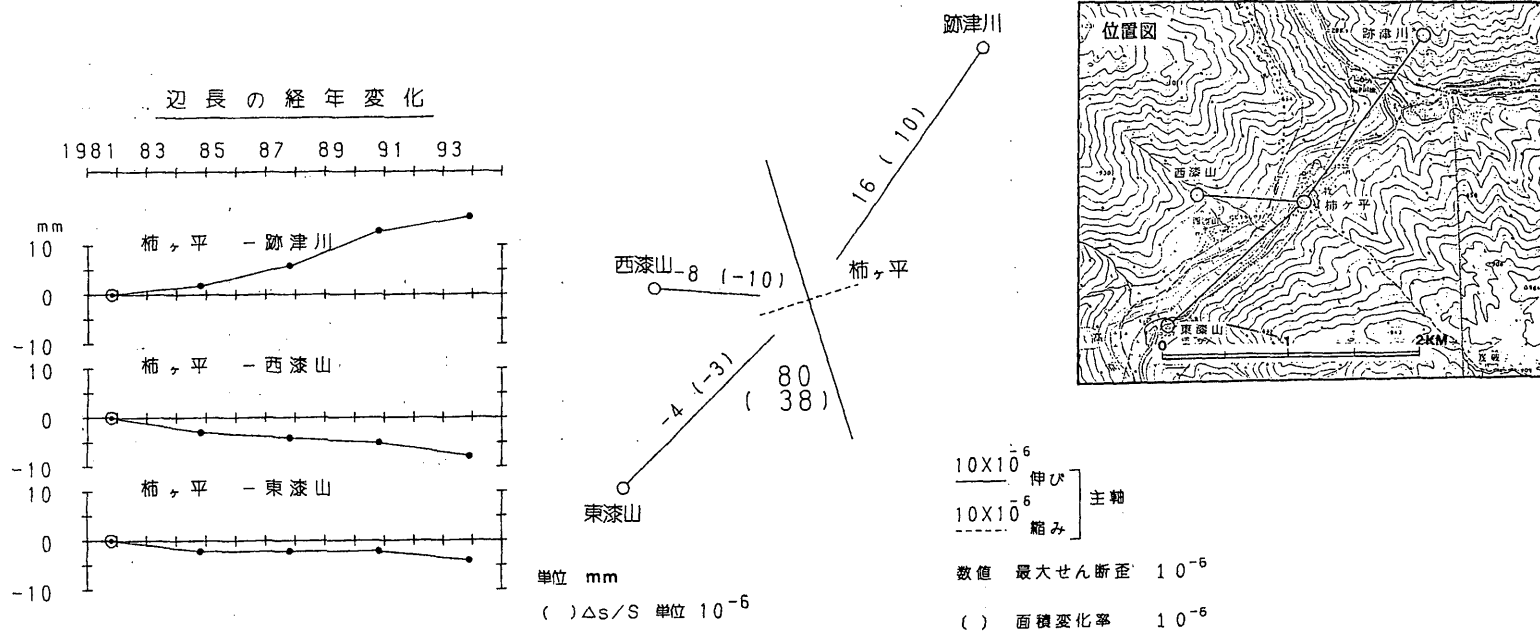 辺長の経年変化
1981 83 85 87 89 91 93
mm
10
柿ヶ平 － 跡津川
0
-10
10
柿ヶ平 － 西漆山
0
-10
10
柿ヶ平 － 東漆山
0
-10
跡津川
16 ( 10)
西漆山
-8 (-10)
柿ヶ平
-4 (-3)
80
( 38)
東漆山
単位 mm
( )△s/S 単位 10⁻⁶
10X10⁻⁶ 伸び
10X10⁻⁶ 縮み
主軸
数値 最大せん断歪 10⁻⁶
( ) 面積変化率 10⁻⁶
位置図
跡津川
西漆山
柿ヶ平
東漆山
0 1 2KM